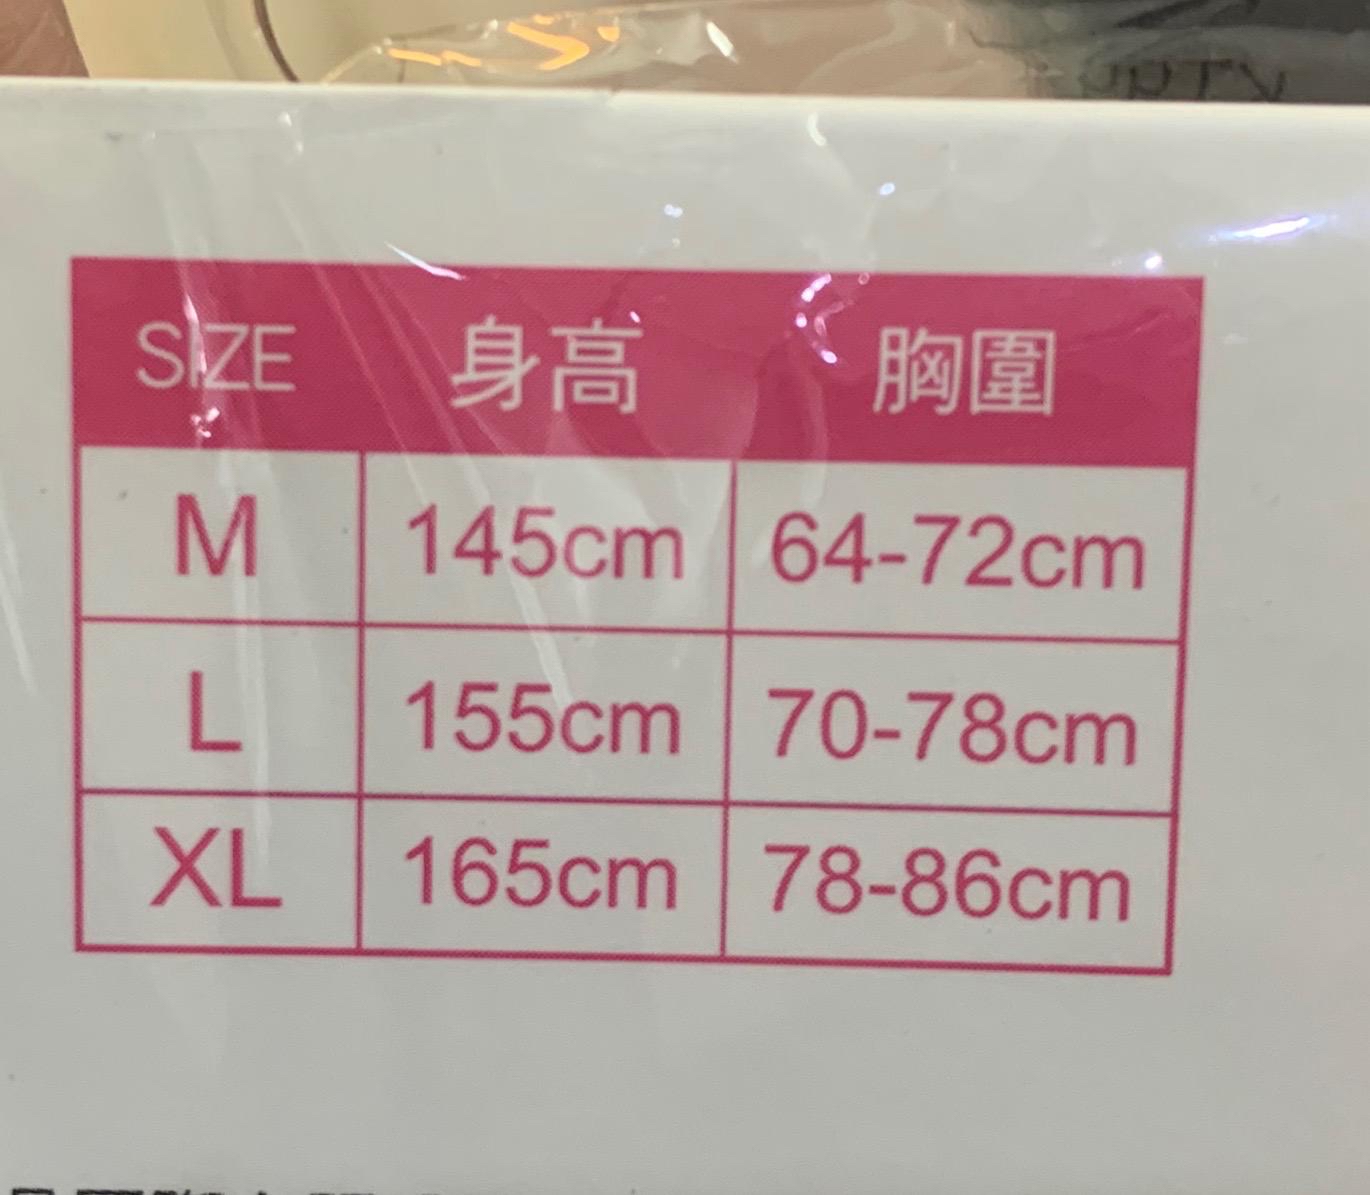 SIZE 身高 胸圍
M 145cm 64-72cm
L 155cm 70-78cm
XL 165cm 78-86cm